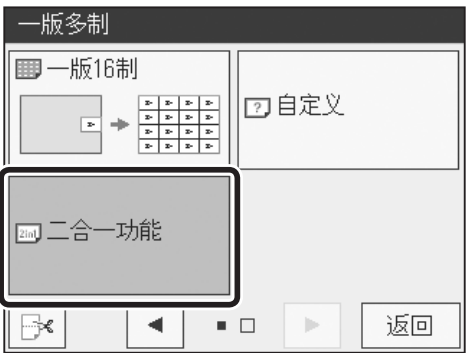 一版多制
一版16制
? 自定义
2in1 二合一功能
返回